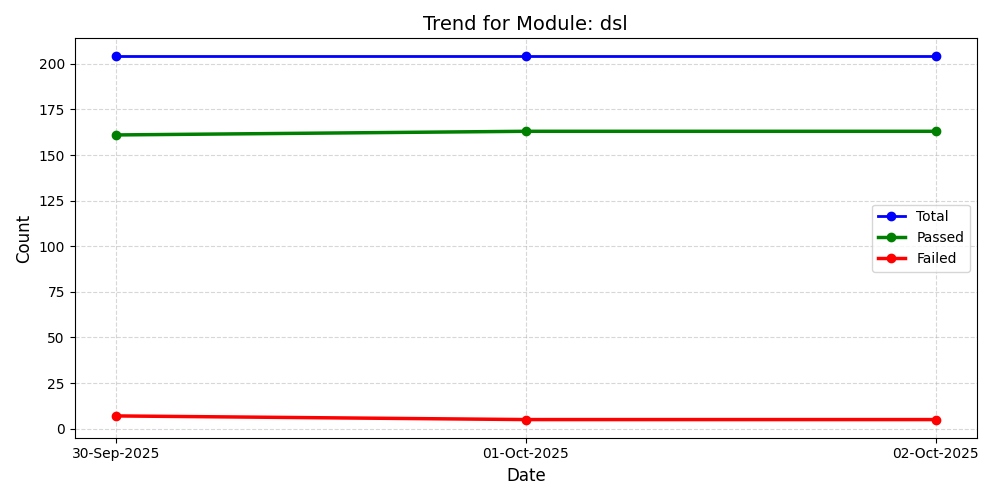 Trend for Module: dsl
Count
200
175
150
125
100
75
50
25
0
Total
Passed
Failed
30-Sep-2025
01-Oct-2025
02-Oct-2025
Date